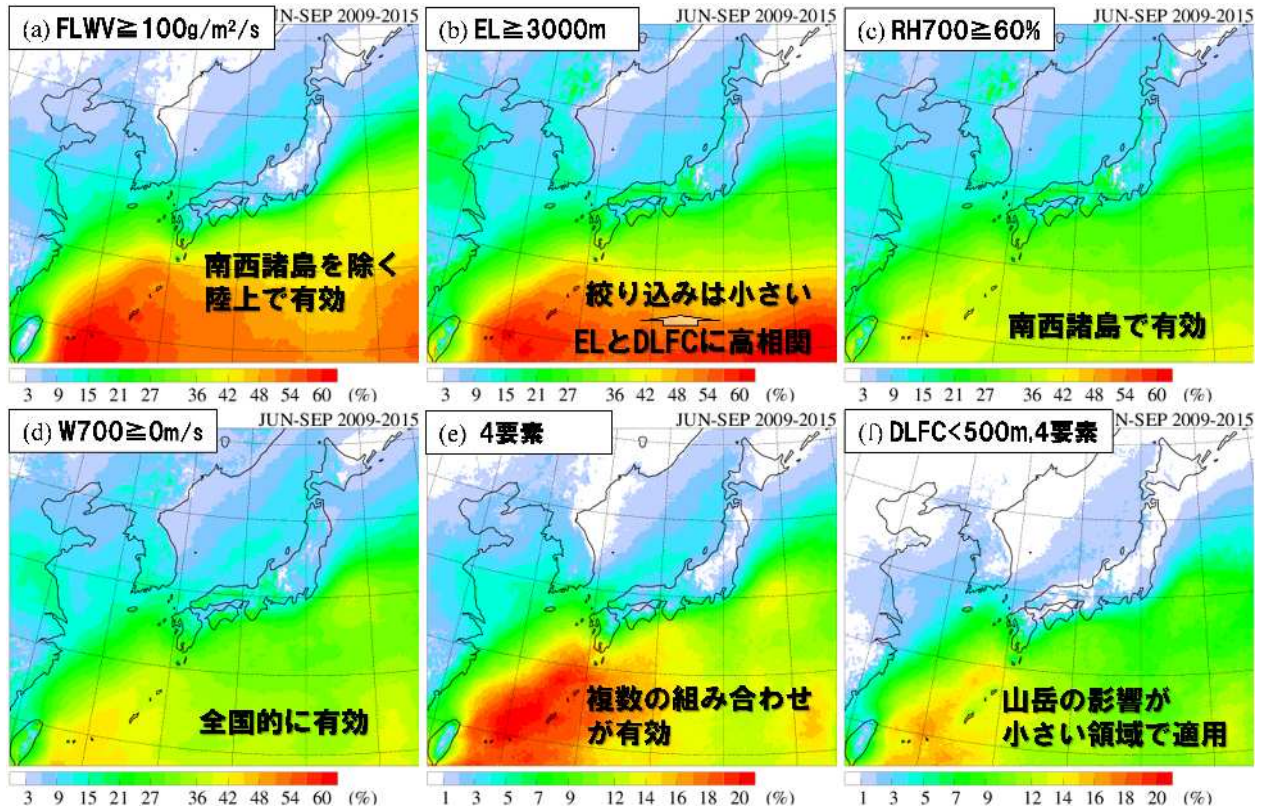 (a) FLWV≧100g/m²/s
JUN-SEP 2009-2015
南西諸島を除く
陸上で有効
3 9 15 21 27 36 42 48 54 60 (%)
(b) EL≧3000m
JUN-SEP 2009-2015
絞り込みは小さい
ELとDLFCに高相関
3 9 15 21 27 36 42 48 54 60 (%)
(c) RH700≧60%
JUN-SEP 2009-2015
南西諸島で有効
3 9 15 21 27 36 42 48 54 60 (%)
(d) W700≧0m/s
JUN-SEP 2009-2015
全国的に有効
3 9 15 21 27 36 42 48 54 60 (%)
(e) 4要素
JUN-SEP 2009-2015
複数の組み合わせ
が有効
1 3 5 7 9 12 14 16 18 20 (%)
(f) DLFC<500m,4要素
JUN-SEP 2009-2015
山岳の影響が
小さい領域で適用
1 3 5 7 9 12 14 16 18 20 (%)